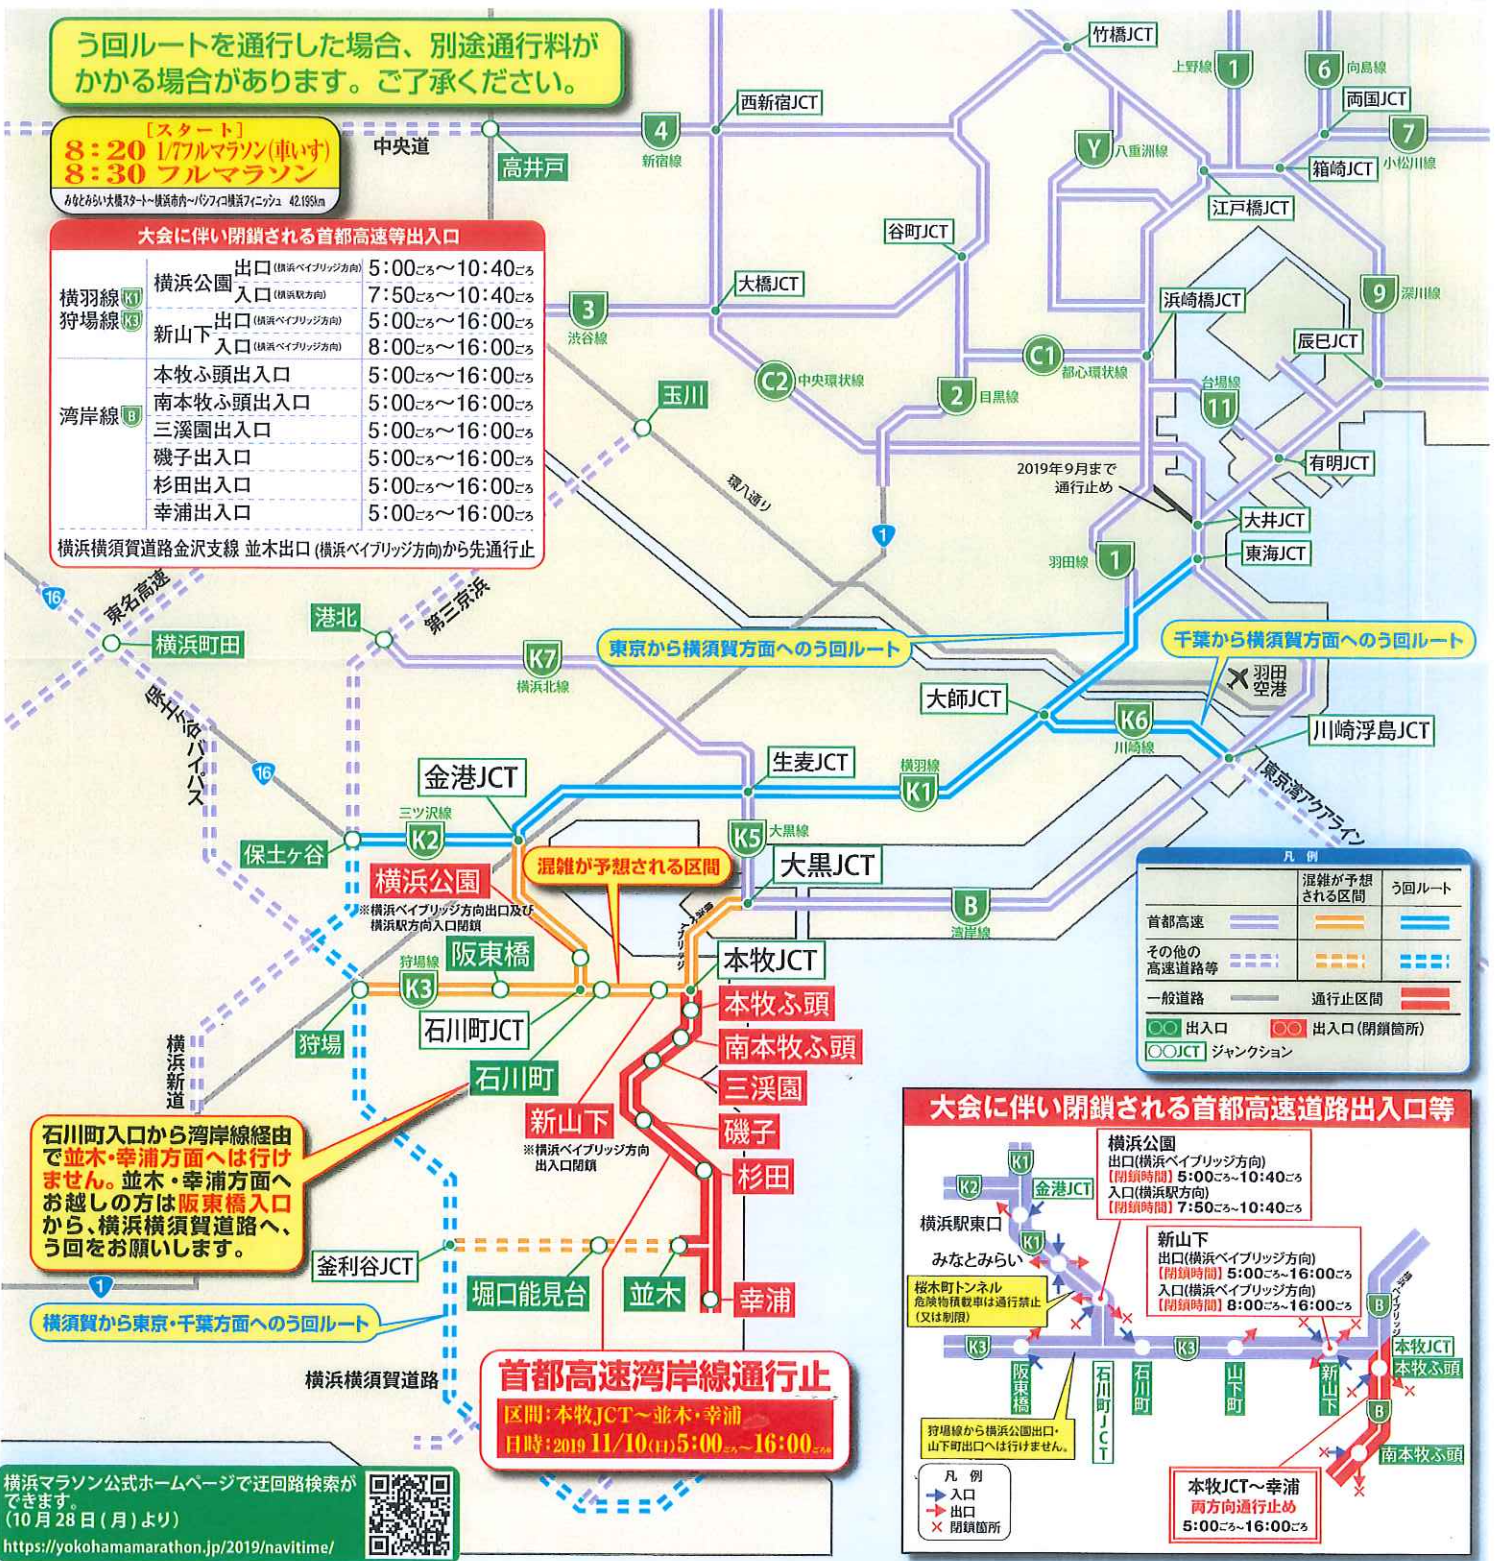 う回ルートを通行した場合、別途通行料が
かかる場合があります。ご了承ください。
[スタート]
8:20 1/7フルマラソン(車いす)
8:30 フルマラソン
みなとみらい大橋スタート〜横浜市内〜パシフィコ横浜フィニッシュ 42.195km
大会に伴い閉鎖される首都高速等出入口
横羽線K1
狩場線K3
横浜公園
出口(横浜ベイブリッジ方向) 5:00ごろ〜10:40ごろ
入口(横浜駅方向) 7:50ごろ〜10:40ごろ
新山下
出口(横浜ベイブリッジ方向) 5:00ごろ〜16:00ごろ
入口(横浜ベイブリッジ方向) 8:00ごろ〜16:00ごろ
湾岸線B
本牧ふ頭出入口 5:00ごろ〜16:00ごろ
南本牧ふ頭出入口 5:00ごろ〜16:00ごろ
三溪園出入口 5:00ごろ〜16:00ごろ
磯子出入口 5:00ごろ〜16:00ごろ
杉田出入口 5:00ごろ〜16:00ごろ
幸浦出入口 5:00ごろ〜16:00ごろ
横浜横須賀道路金沢支線 並木出口(横浜ベイブリッジ方向)から先通行止
中央道
高井戸
4
新宿線
西新宿JCT
竹橋JCT
上野線
1
6
向島線
両国JCT
7
小松川線
Y
八重洲線
箱崎JCT
江戸橋JCT
谷町JCT
大橋JCT
3
渋谷線
浜崎橋JCT
9
深川線
辰巳JCT
C2
中央環状線
C1
都心環状線
2
目黒線
台場線
11
玉川
有明JCT
2019年9月まで
通行止め
環八通り
大井JCT
1
東海JCT
羽田線
1
16
東名高速
横浜町田
港北
第三京浜
K7
横浜北線
東京から横須賀方面へのう回ルート
千葉から横須賀方面へのう回ルート
羽田
空港
大師JCT
K6
川崎線
川崎浮島JCT
保土ヶ谷バイパス
16
金港JCT
生麦JCT
横羽線
K1
東京湾アクアライン
三ツ沢線
K2
保土ヶ谷
K5
大黒線
混雑が予想される区間
大黒JCT
横浜公園
※横浜ベイブリッジ方向出口及び
横浜駅方向入口閉鎖
B
湾岸線
凡 例
混雑が予想
される区間
う回ルート
首都高速
その他の
高速道路等
一般道路
通行止区間
○○ 出入口
○○ 出入口(閉鎖箇所)
○○JCT ジャンクション
狩場線
K3
阪東橋
本牧JCT
本牧ふ頭
狩場
石川町JCT
南本牧ふ頭
横浜新道
石川町
三渓園
新山下
※横浜ベイブリッジ方向
出入口閉鎖
磯子
杉田
石川町入口から湾岸線経由
で並木・幸浦方面へは行け
ません。並木・幸浦方面へ
お越しの方は阪東橋入口
から、横浜横須賀道路へ、
う回をお願いします。
釜利谷JCT
堀口能見台
並木
幸浦
1
横須賀から東京・千葉方面へのう回ルート
横浜横須賀道路
首都高速湾岸線通行止
区間:本牧JCT〜並木・幸浦
日時:2019 11/10(日)5:00ごろ〜16:00ごろ
横浜マラソン公式ホームページで迂回路検索が
できます。
(10月28日(月)より)
https://yokohamamarathon.jp/2019/navitime/
大会に伴い閉鎖される首都高速道路出入口等
K1
K2
金港JCT
横浜駅東口
K1
みなとみらい
横浜公園
出口(横浜ベイブリッジ方向)
【閉鎖時間】5:00ごろ〜10:40ごろ
入口(横浜駅方向)
【閉鎖時間】7:50ごろ〜10:40ごろ
新山下
出口(横浜ベイブリッジ方向)
【閉鎖時間】5:00ごろ〜16:00ごろ
入口(横浜ベイブリッジ方向)
【閉鎖時間】8:00ごろ〜16:00ごろ
桜木町トンネル
危険物積載車は通行禁止
(又は制限)
横浜ベイブリッジ
B
K3
K3
本牧JCT
本牧ふ頭
阪東橋
石川町JCT
石川町
山下町
新山下
B
狩場線から横浜公園出口・
山下町出口へは行けません。
南本牧ふ頭
凡 例
入口
出口
閉鎖箇所
本牧JCT〜幸浦
両方向通行止め
5:00ごろ〜16:00ごろ